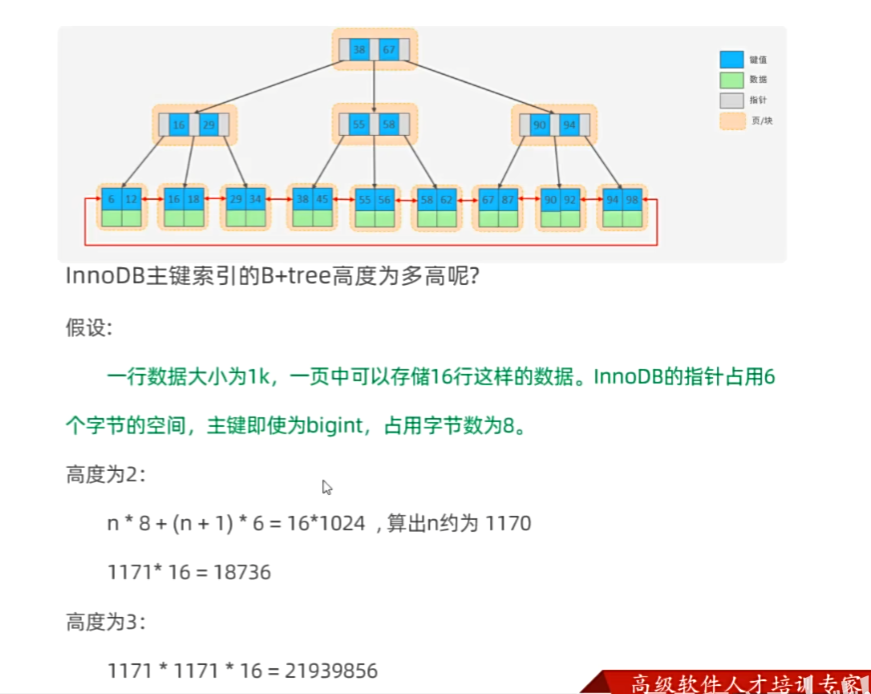 38 67
键值
数据
指针
页/块
16 29 55 58 90 94
6 12 16 18 29 34 38 45 55 56 58 62 67 87 90 92 94 98
InnoDB主键索引的B+tree高度为多高呢?
假设:
一行数据大小为1k，一页中可以存储16行这样的数据。InnoDB的指针占用6
个字节的空间，主键即使为bigint，占用字节数为8。
高度为2：
n * 8 + (n + 1) * 6 = 16*1024 , 算出n约为 1170
1171* 16 = 18736
高度为3：
1171 * 1171 * 16 = 21939856
高级软件人才培训专家